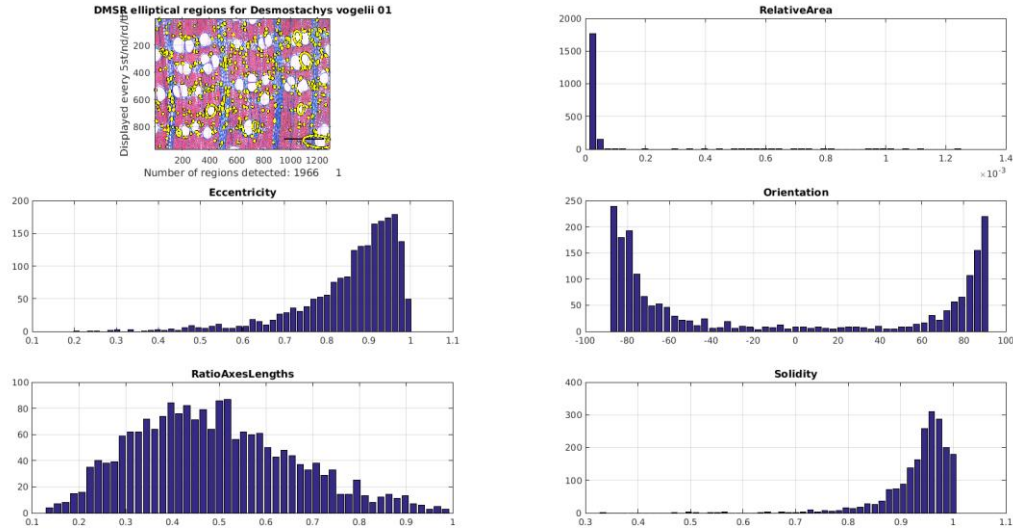 DMSR elliptical regions for Desmostachys vogelii 01
Displayed every 5st/nd/rd/th
200
400
600
800
200 400 600 800 1000 1200
Number of regions detected: 1966 1
RelativeArea
2000
1500
1000
500
0
0 0.2 0.4 0.6 0.8 1 1.2 1.4
×10⁻³
Eccentricity
200
150
100
50
0
0.1 0.2 0.3 0.4 0.5 0.6 0.7 0.8 0.9 1 1.1
Orientation
250
200
150
100
50
0
-100 -80 -60 -40 -20 0 20 40 60 80 100
RatioAxesLengths
100
80
60
40
20
0
0.1 0.2 0.3 0.4 0.5 0.6 0.7 0.8 0.9 1
Solidity
400
300
200
100
0
0.3 0.4 0.5 0.6 0.7 0.8 0.9 1 1.1